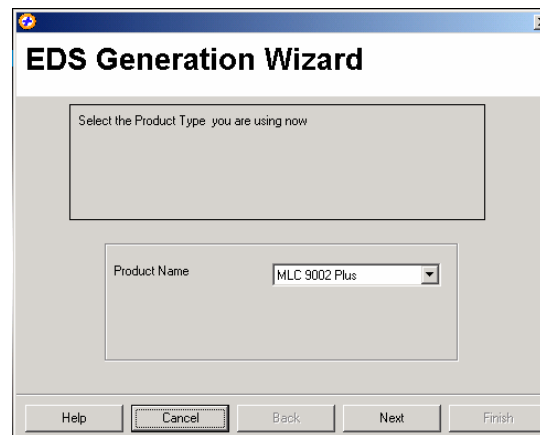 EDS Generation Wizard
Select the Product Type you are using now
Product Name
MLC 9002 Plus
Help
Cancel
Back
Next
Finish